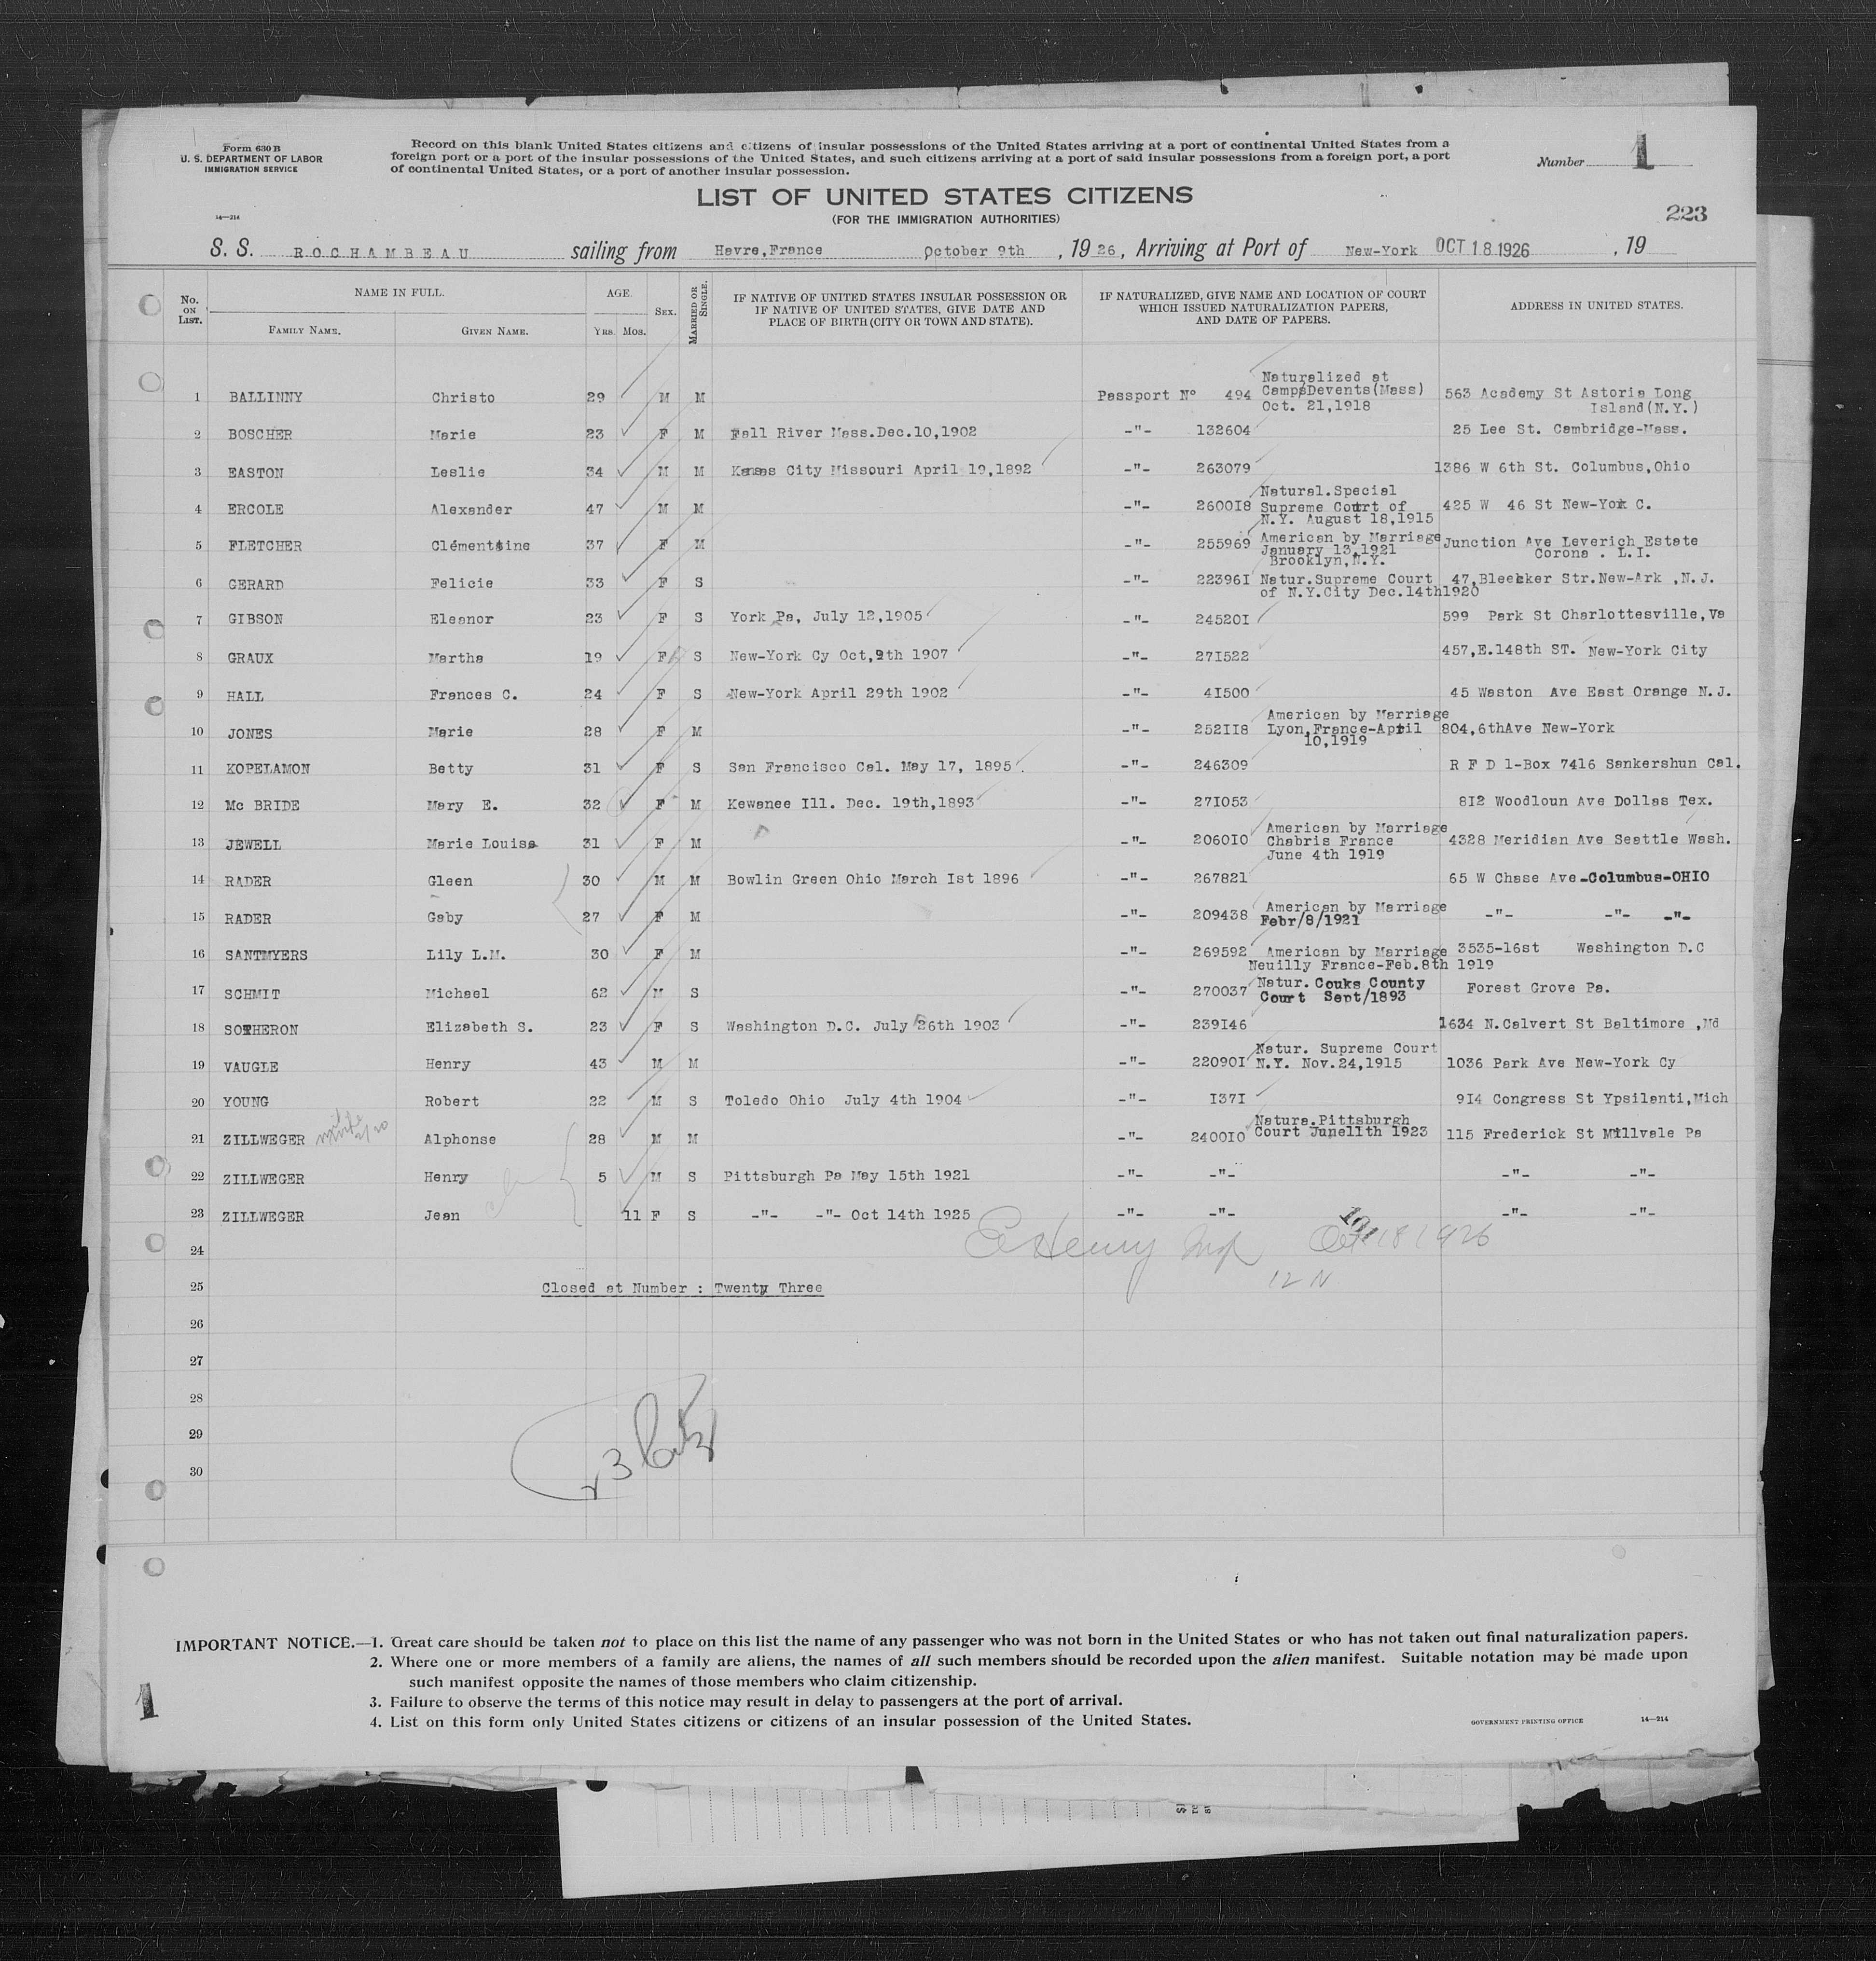 Form 630 B
U. S. DEPARTMENT OF LABOR
IMMIGRATION SERVICE
14—214
Record on this blank United States citizens and citizens of insular possessions of the United States arriving at a port of continental United States from a
foreign port or a port of the insular possessions of the United States, and such citizens arriving at a port of said insular possessions from a foreign port, a port
of continental United States, or a port of another insular possession.
Number 1
LIST OF UNITED STATES CITIZENS
(FOR THE IMMIGRATION AUTHORITIES)
223
S. S. ROCHAMBEAU sailing from Havre,France October 9th , 19 26, Arriving at Port of New-York OCT 18 1926 , 19
No. ON LIST. NAME IN FULL. AGE. SEX. MARRIED OR SINGLE. IF NATIVE OF UNITED STATES INSULAR POSSESSION OR IF NATIVE OF UNITED STATES, GIVE DATE AND PLACE OF BIRTH (CITY OR TOWN AND STATE). IF NATURALIZED, GIVE NAME AND LOCATION OF COURT WHICH ISSUED NATURALIZATION PAPERS, AND DATE OF PAPERS. ADDRESS IN UNITED STATES.
FAMILY NAME. GIVEN NAME. YRS. MOS.
1 BALLINNY Christo 29 M M Passport N° 494 Naturalized at Camp Devents(Mass) Oct. 21,1918 563 Academy St Astoria Long Island(N.Y.)
2 BOSCHER Marie 23 F M Fall River Mass.Dec.10,1902 -"- 132604 25 Lee St. Cambridge-Mass.
3 EASTON Leslie 34 M M Kansas City Missouri April 19,1892 -"- 263079 1386 W 6th St. Columbus,Ohio
4 ERCOLE Alexander 47 M M -"- 260018 Natural.Special Supreme Court of N.Y. August 18,1915 425 W 46 St New-York C.
5 FLETCHER Clémentine 37 F M -"- 255969 American by Marriage January 13,1921 Brooklyn,N.Y. Junction Ave Leverich Estate Corona . L.I.
6 GERARD Felicie 33 F S -"- 223961 Natur.Supreme Court of N.Y.City Dec.14th1920 47,Bleecker Str.New-Ark ,N.J.
7 GIBSON Eleanor 23 F S York Pa, July 12,1905 -"- 245201 599 Park St Charlottesville,Va
8 GRAUX Martha 19 F S New-York Cy Oct,9th 1907 -"- 271522 457,E.148th ST. New-York City
9 HALL Frances C. 24 F S New-York April 29th 1902 -"- 41500 45 Waston Ave East Orange N.J.
10 JONES Marie 28 F M -"- 252118 American by Marriage Lyon,France-April 10,1919 804,6thAve New-York
11 KOPELAMON Betty 31 F S San Francisco Cal. May 17, 1895. -"- 246309 R F D 1-Box 7416 Sankershun Cal.
12 Mc BRIDE Mary E. 32 F M Kewanee Ill. Dec. 19th,1893 -"- 271053 812 Woodloun Ave Dollas Tex.
13 JEWELL Marie Louise 31 F M -"- 206010 American by Marriage Chabris France June 4th 1919 4328 Meridian Ave Seattle Wash.
14 RADER Gleen 30 M M Bowlin Green Ohio March Ist 1896 -"- 267821 65 W Chase Ave-Columbus-OHIO
15 RADER Gaby 27 F M -"- 209438 American by Marriage Febr/8/1921 -"- -"- -"-
16 SANTMYERS Lily L.M. 30 F M -"- 269592 American by Marriage Neuilly France-Feb.8th 1919 3535-16st Washington D.C
17 SCHMIT Michael 62 M S -"- 270037 Natur. Couks County Court Sept/1893 Forest Grove Pa.
18 SOTHERON Elizabeth S. 23 F S Washington D.C. July 26th 1903 -"- 239146 1634 N.Calvert St Baltimore ,Md
19 VAUGLE Henry 43 M M -"- 220901 Natur. Supreme Court N.Y. Nov.24,1915 1036 Park Ave New-York Cy
20 YOUNG Robert 22 M S Toledo Ohio July 4th 1904 -"- 1371 914 Congress St Ypsilanti,Mich
21 ZILLWEGER Alphonse 28 M M -"- 240010 Natura.Pittsburgh Court June11th 1923 115 Frederick St Millvale Pa
22 ZILLWEGER Henry 5 M S Pittsburgh Pa May 15th 1921 -"- -"- -"- -"-
23 ZILLWEGER Jean 11 F S -"- -"- Oct 14th 1925 -"- -"- -"- -"-
24 Oct 18 1926
12 N
25 Closed at Number : Twenty Three
26
27
28
29
30
IMPORTANT NOTICE.—1. Great care should be taken not to place on this list the name of any passenger who was not born in the United States or who has not taken out final naturalization papers.
2. Where one or more members of a family are aliens, the names of all such members should be recorded upon the alien manifest. Suitable notation may be made upon
such manifest opposite the names of those members who claim citizenship.
3. Failure to observe the terms of this notice may result in delay to passengers at the port of arrival.
4. List on this form only United States citizens or citizens of an insular possession of the United States.
1
GOVERNMENT PRINTING OFFICE 14—214